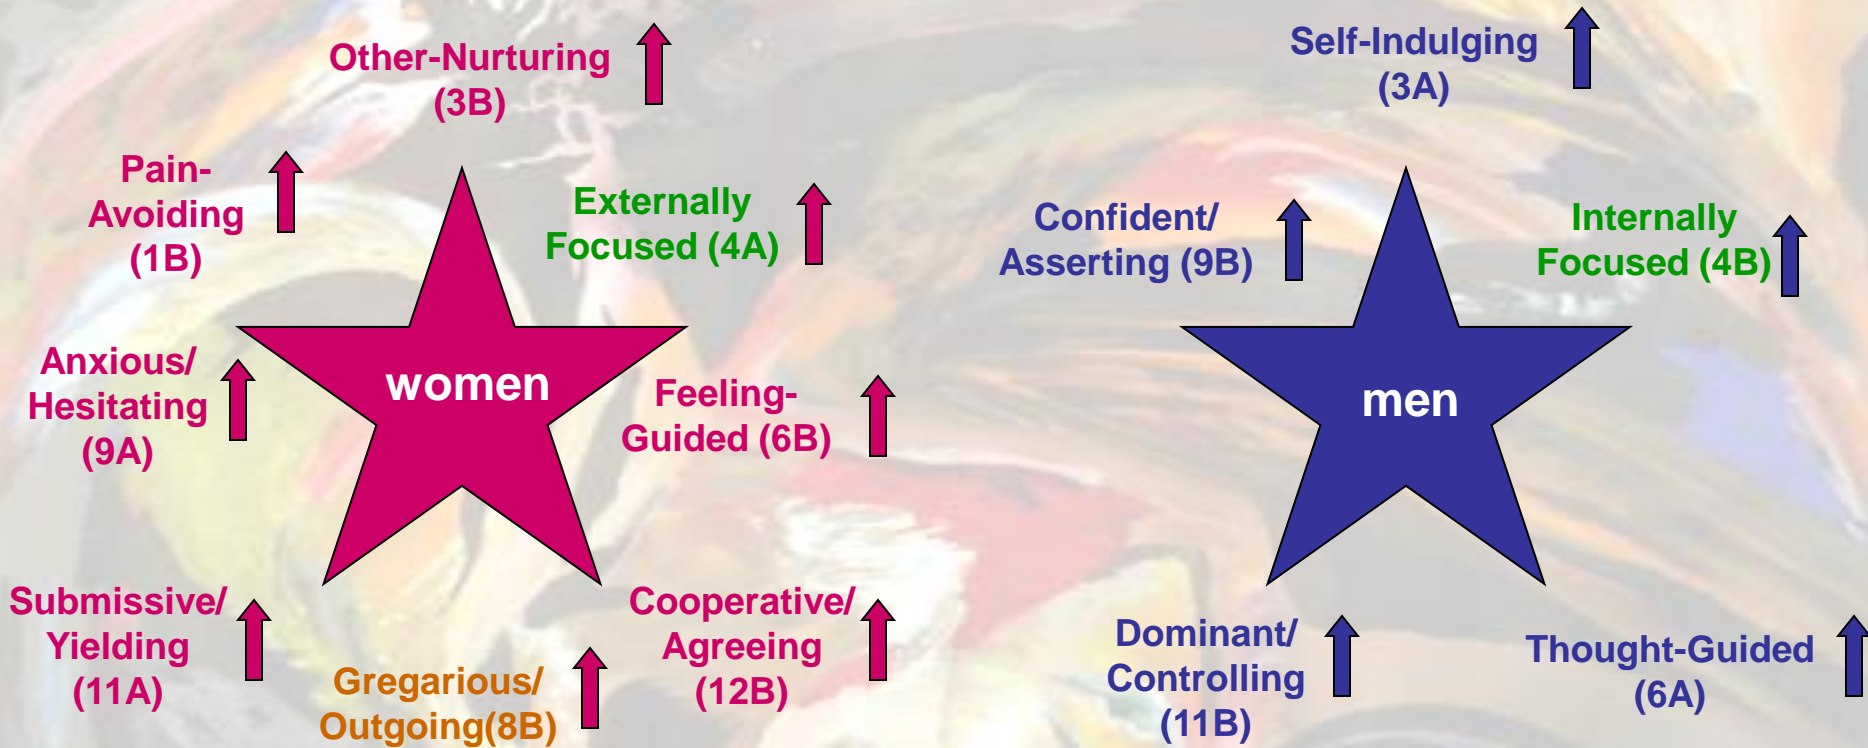 Other-Nurturing
(3B)
Pain-
Avoiding
(1B)
Externally
Focused (4A)
Anxious/
Hesitating
(9A)
women
Feeling-
Guided (6B)
Submissive/
Yielding
(11A)
Gregarious/
Outgoing(8B)
Cooperative/
Agreeing
(12B)
Self-Indulging
(3A)
Confident/
Asserting (9B)
Internally
Focused (4B)
men
Dominant/
Controlling
(11B)
Thought-Guided
(6A)